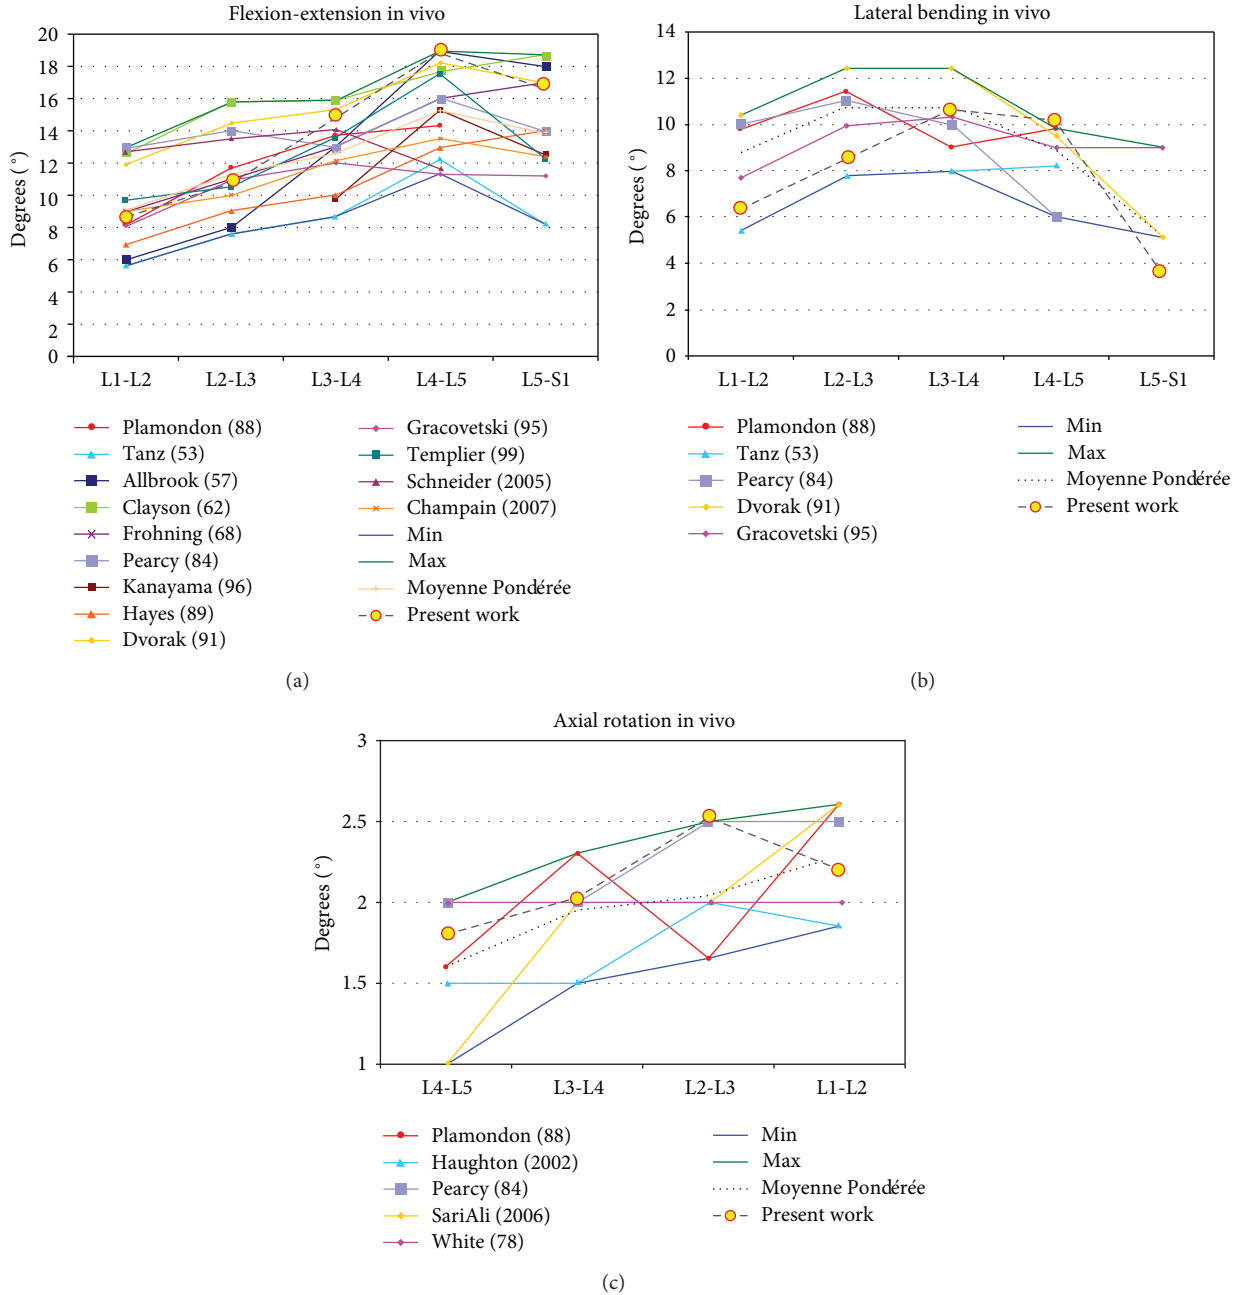 Flexion-extension in vivo
20
18
16
14
12
10
8
6
4
2
0
Degrees (°)
L1-L2 L2-L3 L3-L4 L4-L5 L5-S1
Plamondon (88)
Tanz (53)
Allbrook (57)
Clayson (62)
Frohning (68)
Pearcy (84)
Kanayama (96)
Hayes (89)
Dvorak (91)
Gracovetski (95)
Templier (99)
Schneider (2005)
Champain (2007)
Min
Max
Moyenne Pondérée
Present work
(a)
Lateral bending in vivo
14
12
10
8
6
4
2
0
Degrees (°)
L1-L2 L2-L3 L3-L4 L4-L5 L5-S1
Plamondon (88)
Tanz (53)
Pearcy (84)
Dvorak (91)
Gracovetski (95)
Min
Max
Moyenne Pondérée
Present work
(b)
Axial rotation in vivo
3
2.5
2
1.5
1
Degrees (°)
L4-L5 L3-L4 L2-L3 L1-L2
Plamondon (88)
Haughton (2002)
Pearcy (84)
SariAli (2006)
White (78)
Min
Max
Moyenne Pondérée
Present work
(c)